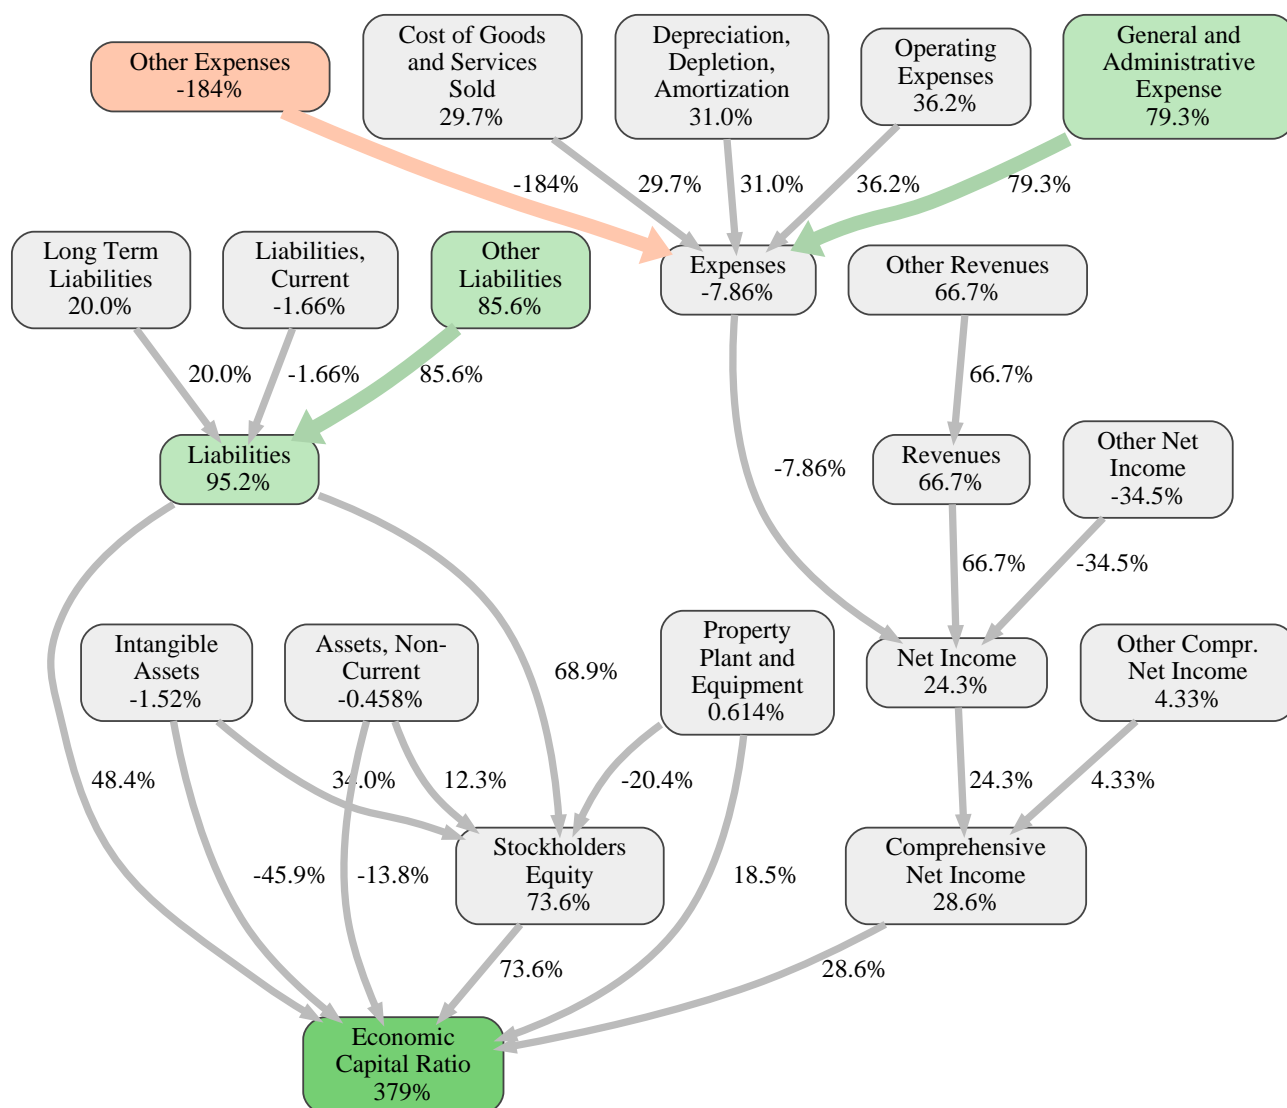 Other Expenses
-184%
Cost of Goods
and Services
Sold
29.7%
Depreciation,
Depletion,
Amortization
31.0%
Operating
Expenses
36.2%
General and
Administrative
Expense
79.3%
-184%
29.7%
31.0%
36.2%
79.3%
Long Term
Liabilities
20.0%
Liabilities,
Current
-1.66%
Other
Liabilities
85.6%
Expenses
-7.86%
Other Revenues
66.7%
20.0%
-1.66%
85.6%
66.7%
Liabilities
95.2%
-7.86%
Revenues
66.7%
Other Net
Income
-34.5%
66.7%
-34.5%
Intangible
Assets
-1.52%
Assets, Non-
Current
-0.458%
68.9%
Property
Plant and
Equipment
0.614%
Net Income
24.3%
Other Compr.
Net Income
4.33%
48.4%
34.0%
12.3%
-20.4%
24.3%
4.33%
-45.9%
-13.8%
Stockholders
Equity
73.6%
18.5%
Comprehensive
Net Income
28.6%
73.6%
28.6%
Economic
Capital Ratio
379%